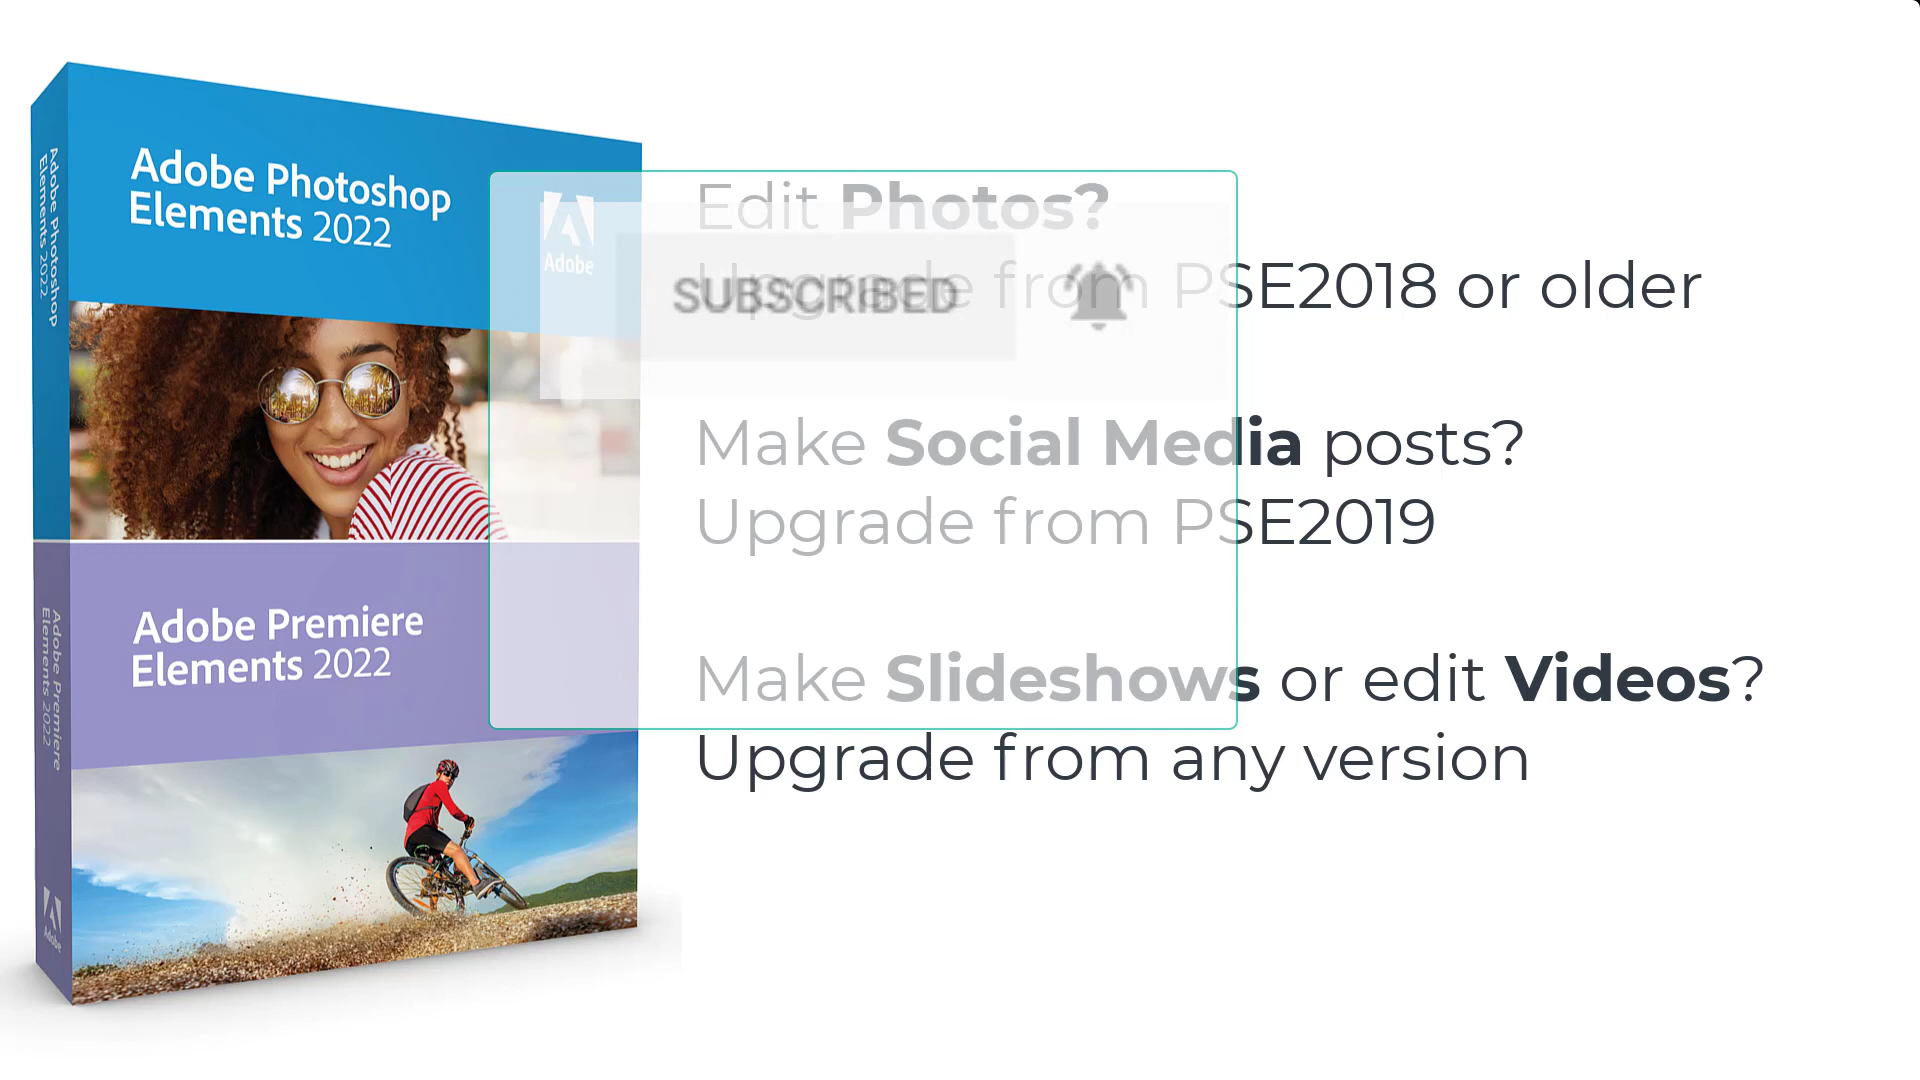 Adobe Photoshop
Elements 2022
Adobe
Adobe Photoshop
Elements 2022
Adobe Premiere
Elements 2022
Adobe Premiere
Elements 2022
Adobe
Edit Photos?
Upgrade from PSE2018 or older
SUBSCRIBED
Make Social Media posts?
Upgrade from PSE2019
Make Slideshows or edit Videos?
Upgrade from any version